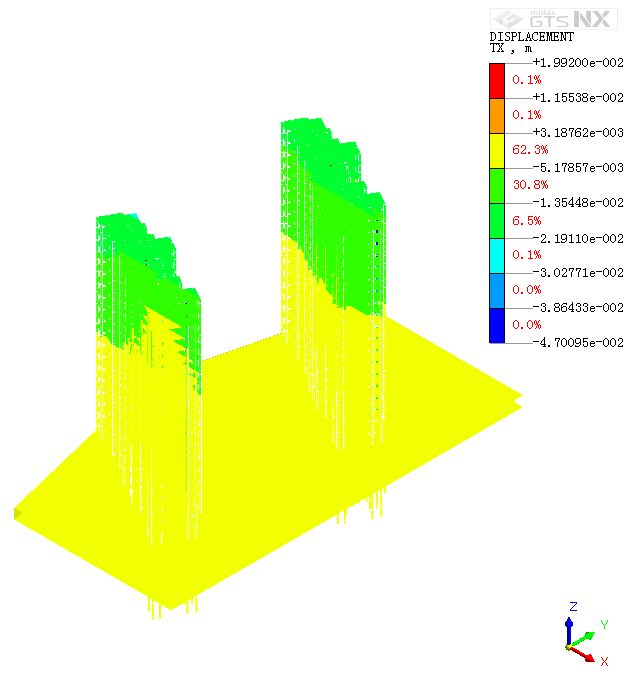 midas
GTS NX
DISPLACEMENT
TX , m
+1.99200e-002
0.1%
+1.15538e-002
0.1%
+3.18762e-003
62.3%
-5.17857e-003
30.8%
-1.35448e-002
6.5%
-2.19110e-002
0.1%
-3.02771e-002
0.0%
-3.86433e-002
0.0%
-4.70095e-002
Z
Y
X